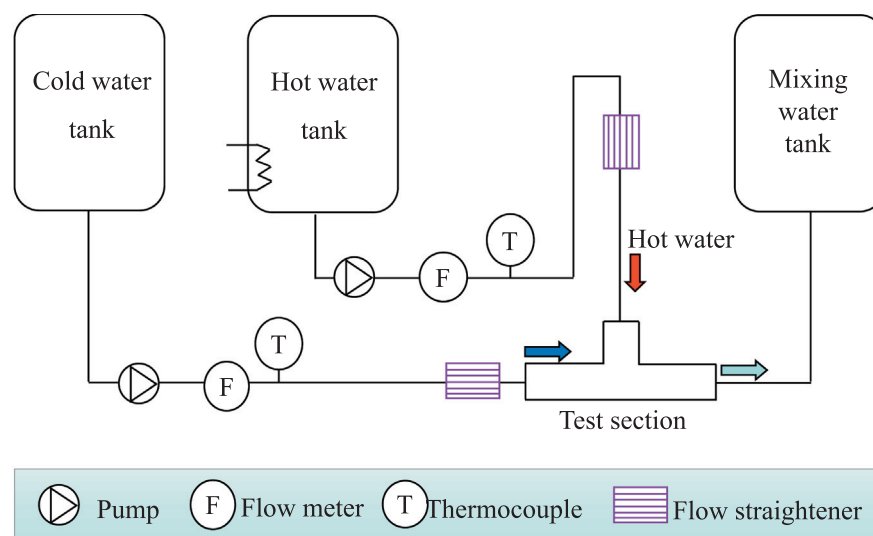 Cold water
tank
Hot water
tank
Mixing
water
tank
T
Hot water
F
T
F
Test section
Pump
F
Flow meter
T
Thermocouple
Flow straightener